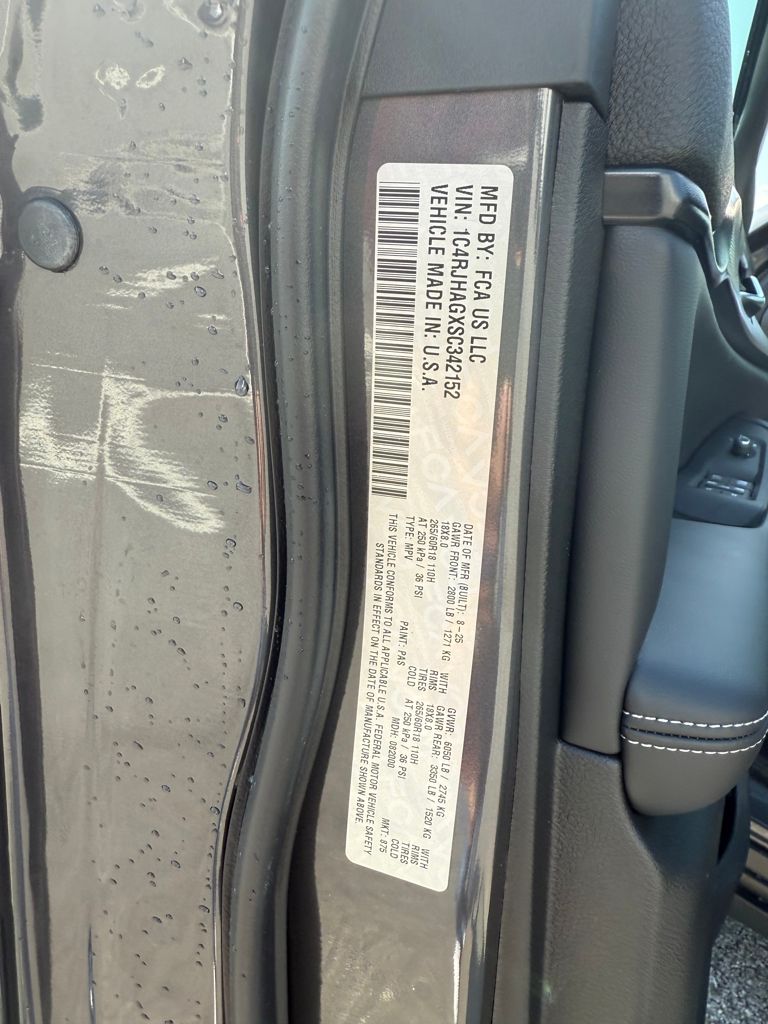 MFD BY: FCA US LLC
VIN: 1C4RJHAGXSC342152
VEHICLE MADE IN: U.S.A.
DATE OF MFR (BUILT): 8-25 GVWR: 6050 LB / 2745 KG
GAWR FRONT: 2800 LB / 1271 KG WITH GAWR REAR: 3350 LB / 1520 KG WITH
18X8.0 RIMS 18X8.0 RIMS
265/60R18 110H TIRES 265/60R18 110H TIRES
AT 250 kPa / 36 PSI COLD AT 250 kPa / 36 PSI COLD
TYPE: MPV PAINT: PAS MDH: 082000 MKT: 875
THIS VEHICLE CONFORMS TO ALL APPLICABLE U.S.A. FEDERAL MOTOR VEHICLE SAFETY
STANDARDS IN EFFECT ON THE DATE OF MANUFACTURE SHOWN ABOVE.